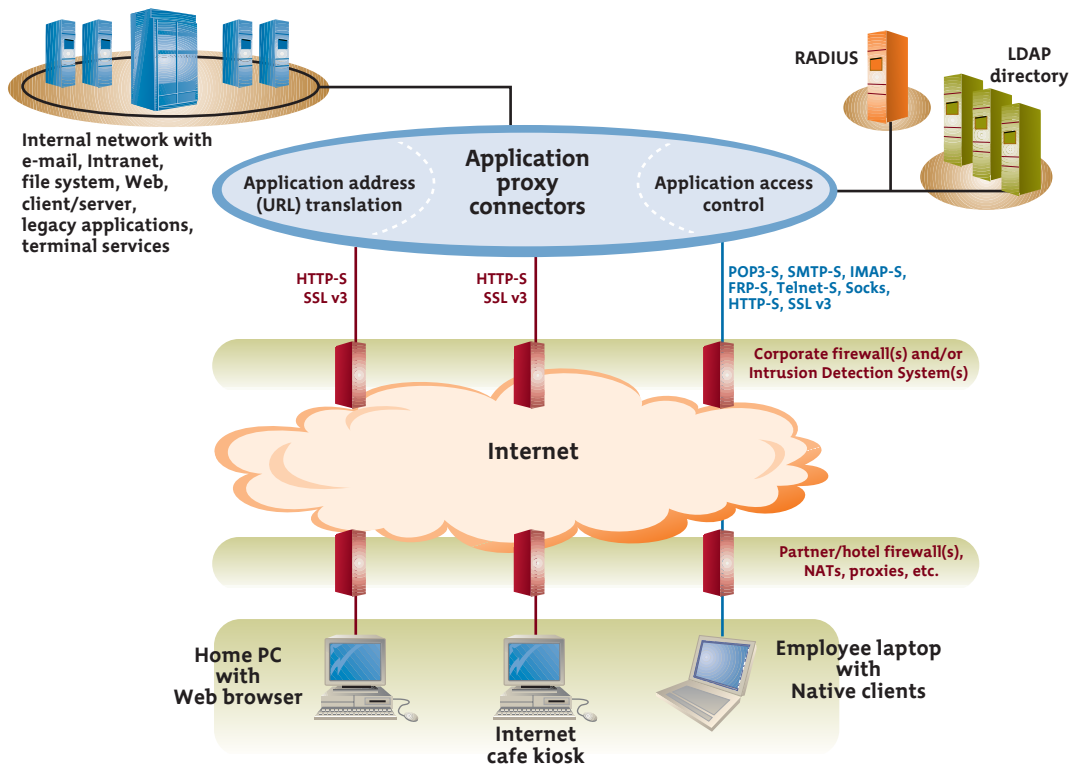 RADIUS
LDAP
directory
Internal network with
e-mail, Intranet,
file system, Web,
client/server,
legacy applications,
terminal services
Application address
(URL) translation
Application
proxy
connectors
Application access
control
HTTP-S
SSL v3
HTTP-S
SSL v3
POP3-S, SMTP-S, IMAP-S,
FRP-S, Telnet-S, Socks,
HTTP-S, SSL v3
Corporate firewall(s) and/or
Intrusion Detection System(s)
Internet
Partner/hotel firewall(s),
NATs, proxies, etc.
Home PC
with
Web browser
Internet
cafe kiosk
Employee laptop
with
Native clients